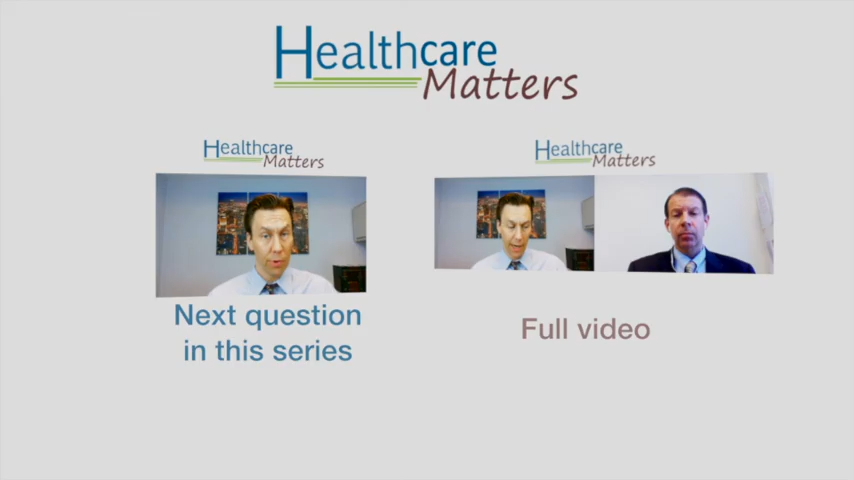 Healthcare
Matters
Healthcare
Matters
Healthcare
Matters
Next question
in this series
Full video